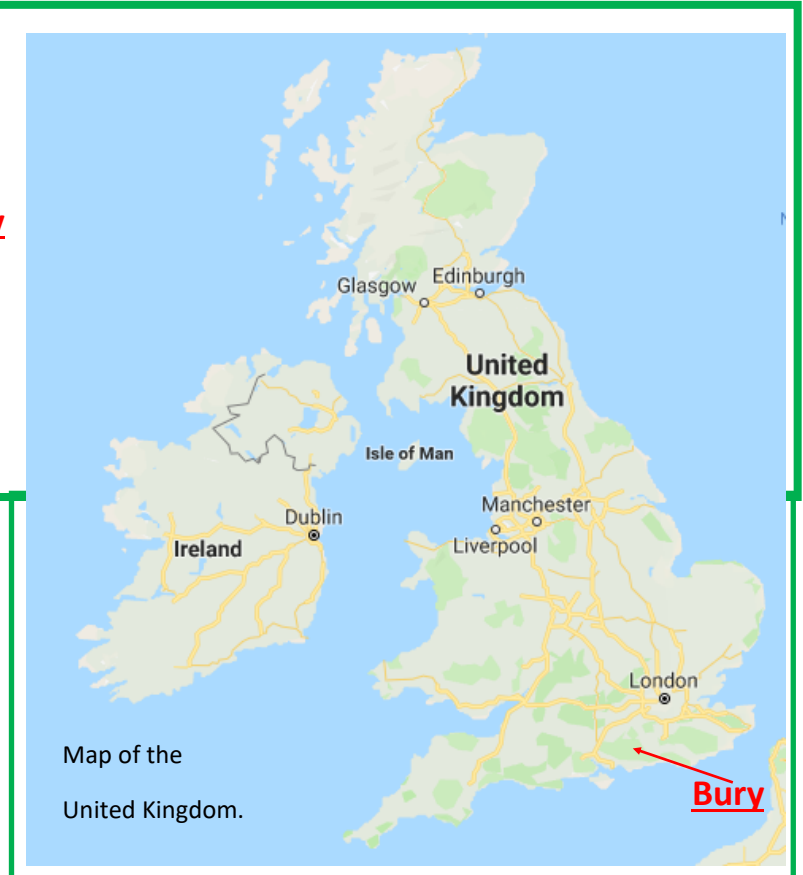 Glasgow
Edinburgh
United
Kingdom
Isle of Man
Manchester
Dublin
Liverpool
Ireland
London
Map of the
United Kingdom.
Bury